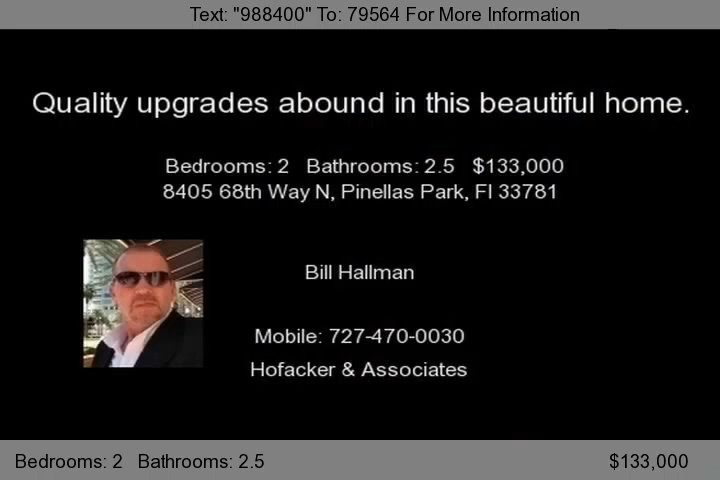 Text: "988400" To: 79564 For More Information
Quality upgrades abound in this beautiful home.
Bedrooms: 2 Bathrooms: 2.5 $133,000
8405 68th Way N, Pinellas Park, Fl 33781
Bill Hallman
Mobile: 727-470-0030
Hofacker & Associates
Bedrooms: 2 Bathrooms: 2.5 $133,000